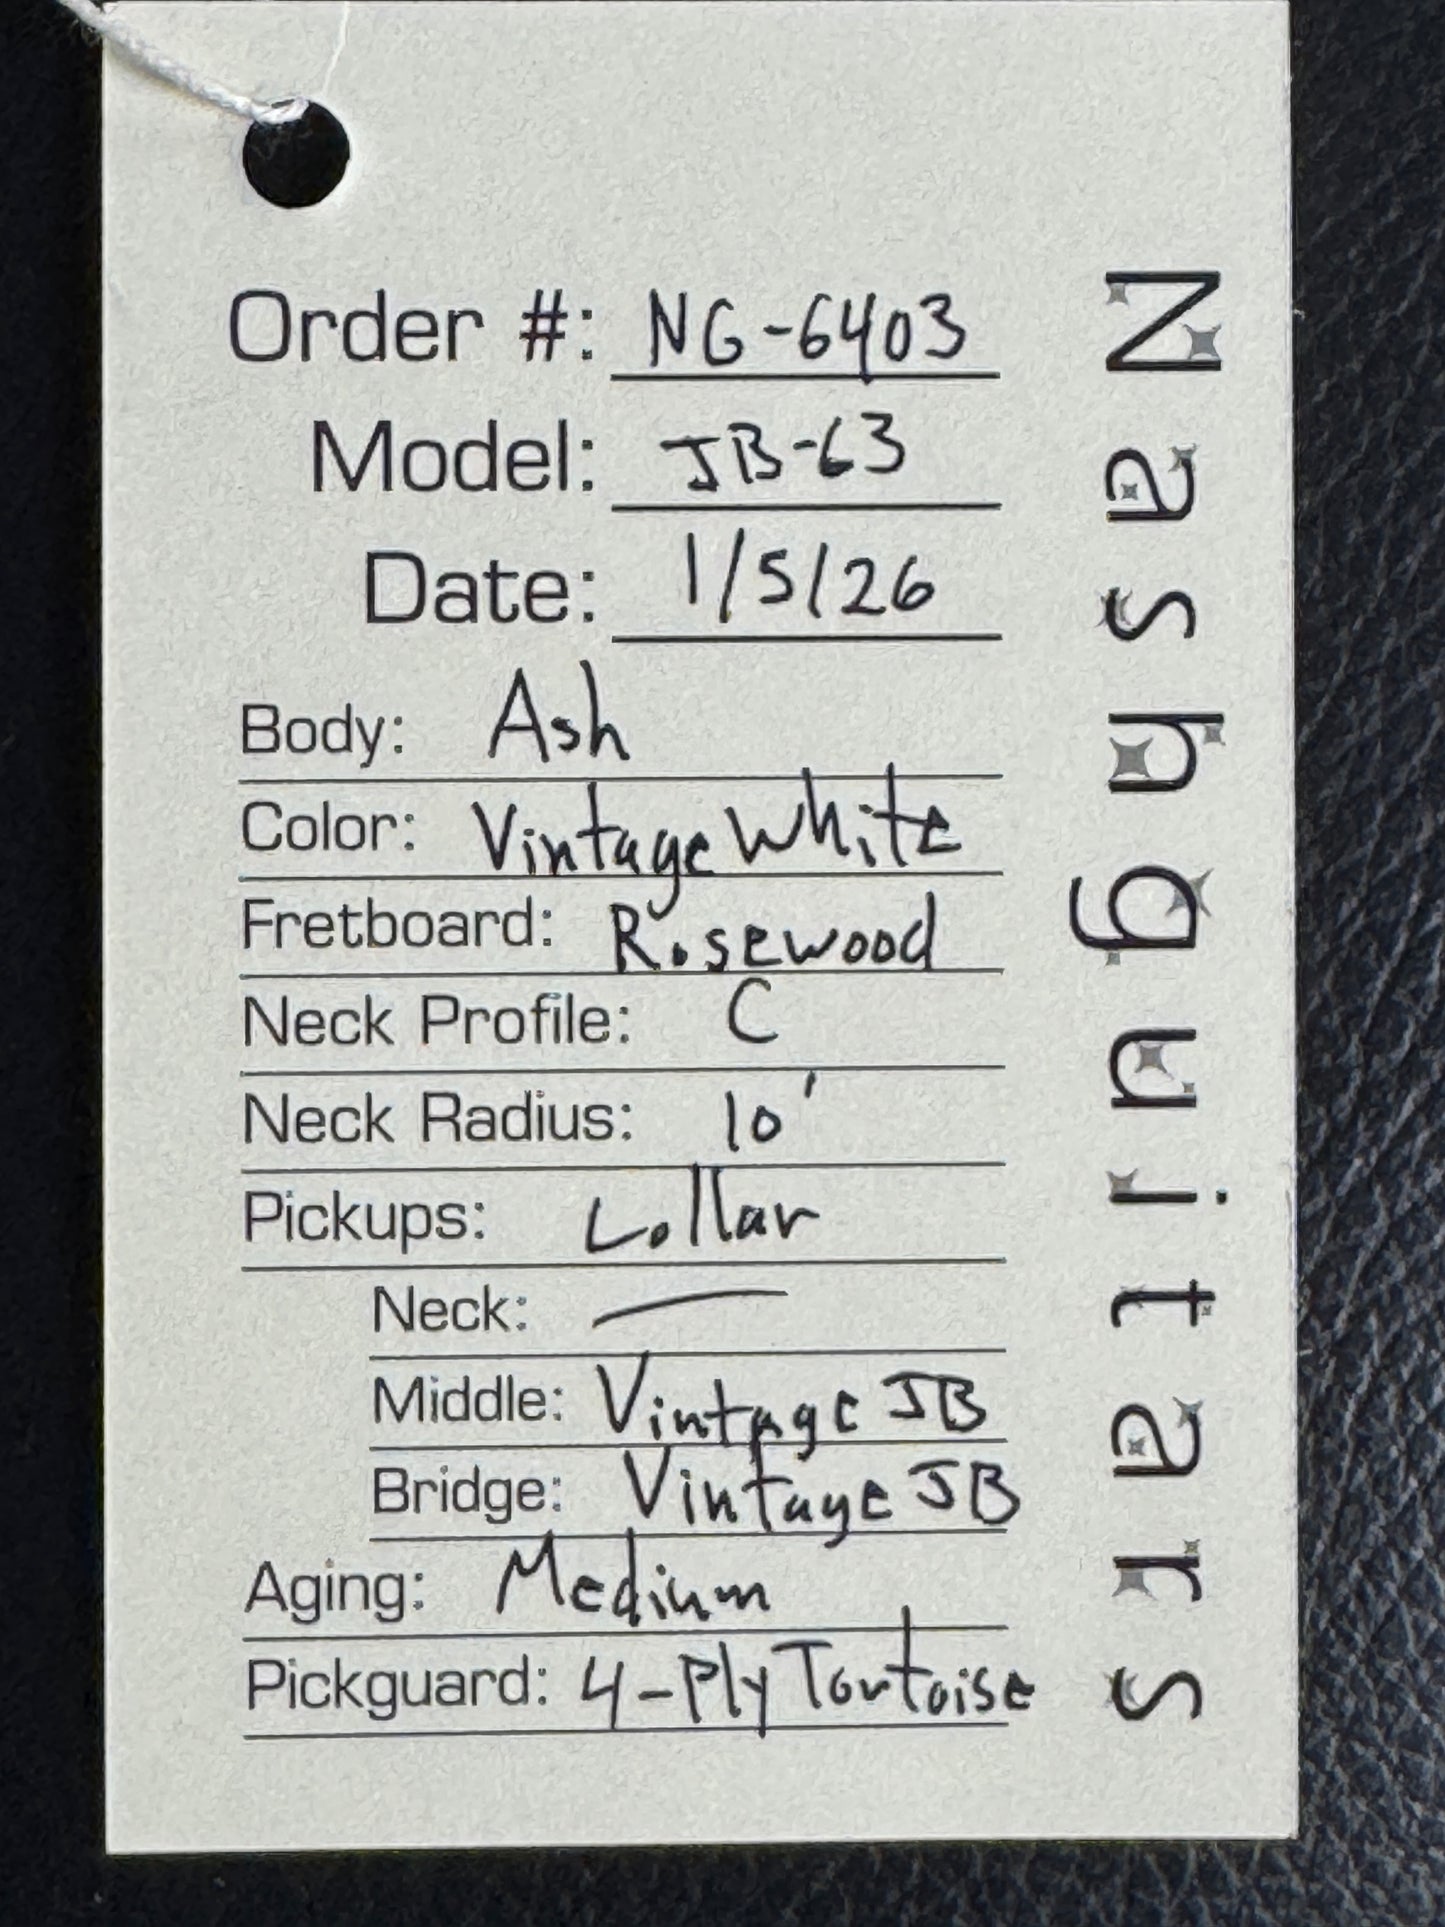 Order #: NG-6403
Model: JB-63
Date: 1/5/26
Body: Ash
Color: Vintage White
Fretboard: Rosewood
Neck Profile: C
Neck Radius: 10'
Pickups: Lollar
Neck: —
Middle: Vintage JB
Bridge: Vintage JB
Aging: Medium
Pickguard: 4-Ply Tortoise
Nashguitars